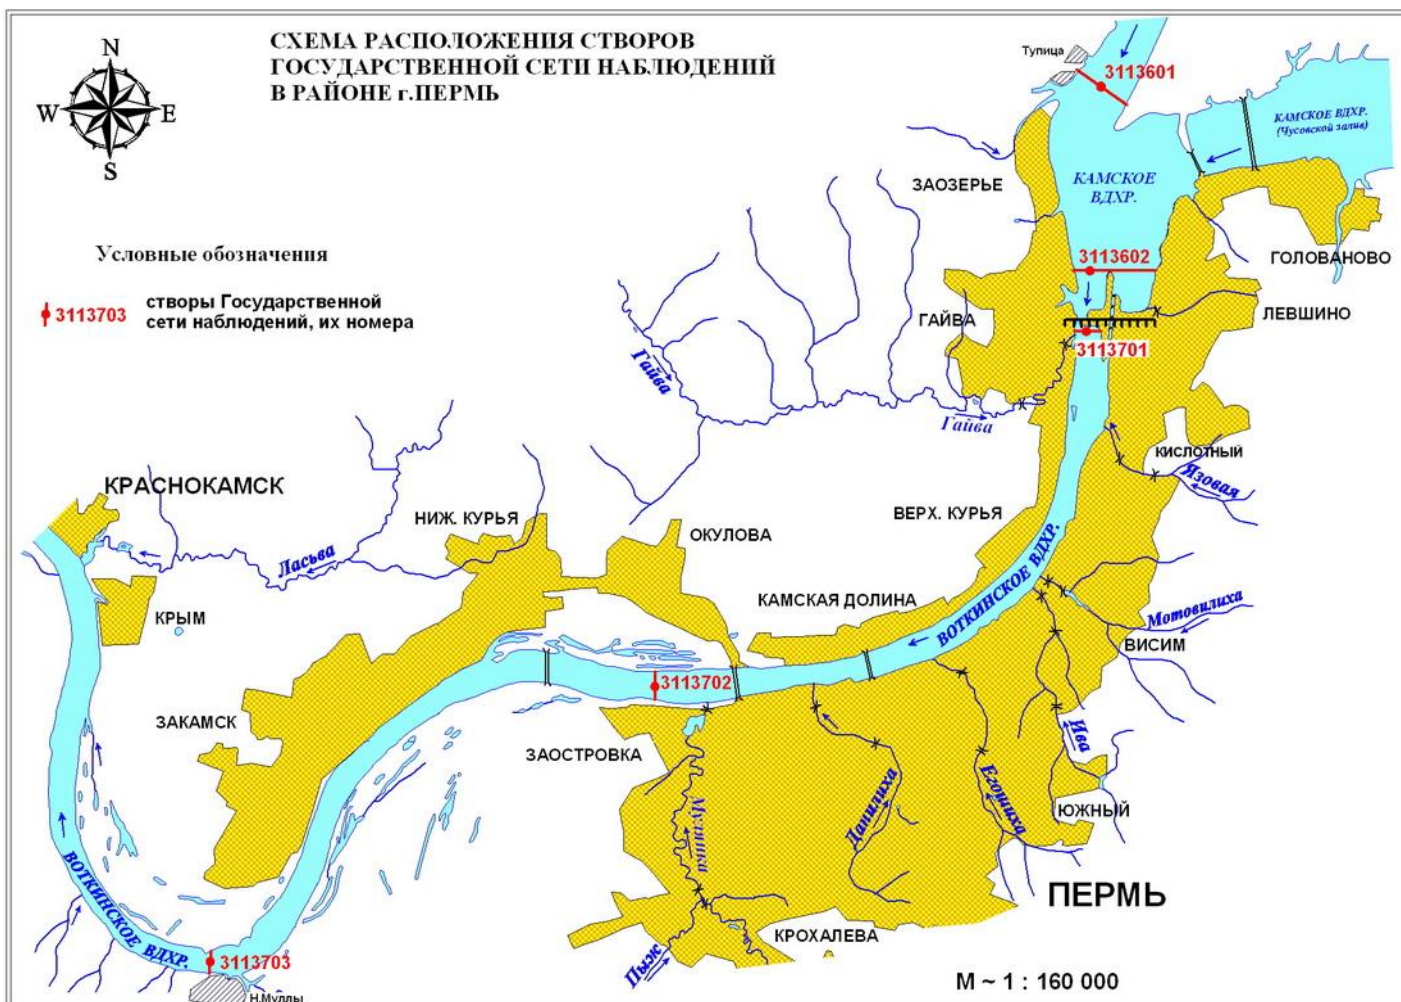 СХЕМА РАСПОЛОЖЕНИЯ СТВОРОВ
ГОСУДАРСТВЕННОЙ СЕТИ НАБЛЮДЕНИЙ
В РАЙОНЕ г.ПЕРМЬ
N
W
E
S
Условные обозначения
3113703
створы Государственной
сети наблюдений, их номера
Тупица
3113601
КАМСКОЕ ВДХР.
(Чусовской залив)
ЗАОЗЕРЬЕ
КАМСКОЕ
ВДХР.
3113602
ГОЛОВАНОВО
ГАЙВА
ЛЕВШИНО
3113701
Гайва
Гайва
КИСЛОТНЫЙ
Язовая
КРАСНОКАМСК
НИЖ. КУРЬЯ
ОКУЛОВА
ВЕРХ. КУРЬЯ
Ласьва
ВОТКИНСКОЕ ВДХР.
КАМСКАЯ ДОЛИНА
КРЫМ
Мотовилиха
ВИСИМ
3113702
ЗАКАМСК
ЗАОСТРОВКА
Ива
Мулянка
Данилиха
Егошиха
ЮЖНЫЙ
ВОТКИНСКОЕ ВДХР.
ПЕРМЬ
КРОХАЛЕВА
Пыж
3113703
Н.Муллы
М ~ 1 : 160 000